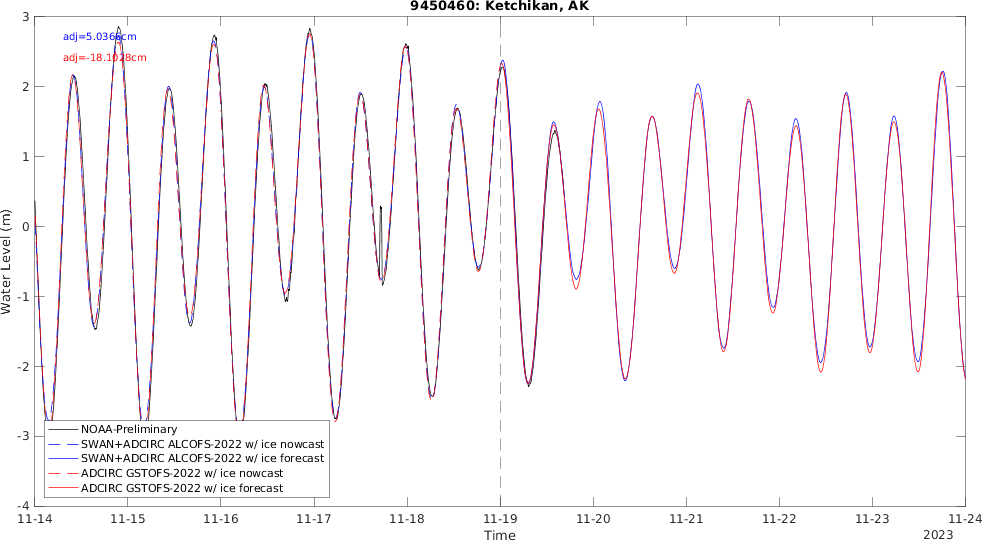 9450460: Ketchikan, AK
adj=5.0366cm
adj=-18.1028cm
3
2
1
0
-1
-2
-3
-4
Water Level (m)
NOAA-Preliminary
SWAN+ADCIRC ALCOFS-2022 w/ ice nowcast
SWAN+ADCIRC ALCOFS-2022 w/ ice forecast
ADCIRC GSTOFS-2022 w/ ice nowcast
ADCIRC GSTOFS-2022 w/ ice forecast
11-14 11-15 11-16 11-17 11-18 11-19 11-20 11-21 11-22 11-23 11-24
Time
2023